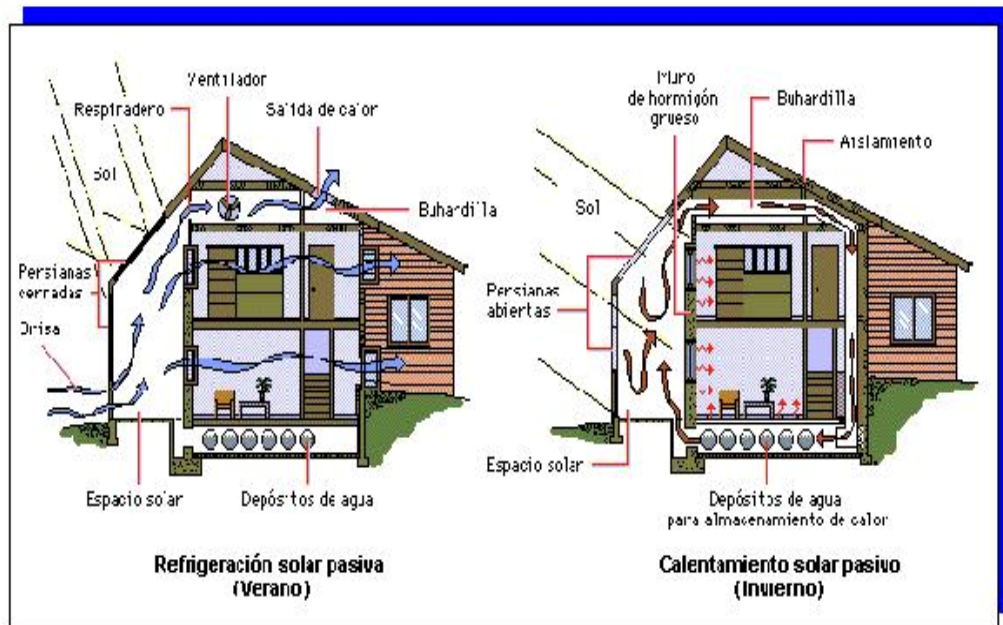 Ventilador
Respiradero
Salida de calor
Sol
Buhardilla
Persianas
cerradas
Brisa
Espacio solar
Depósitos de agua
Refrigeración solar pasiva
(Verano)
Muro
de hormigón
grueso
Buhardilla
Aislamiento
Sol
Persianas
abiertas
Espacio solar
Depósitos de agua
para almacenamiento de calor
Calentamiento solar pasivo
(Invierno)